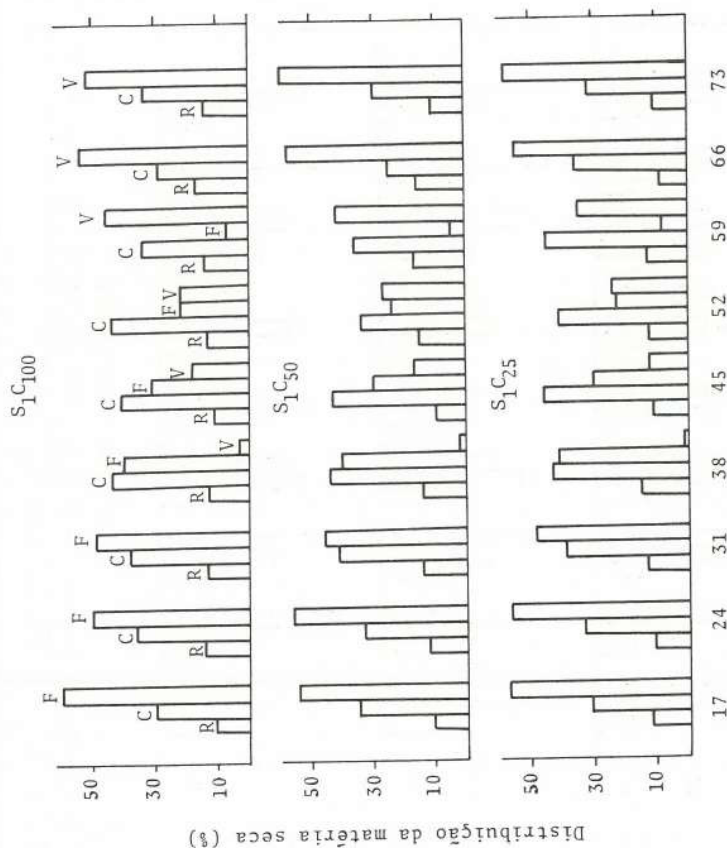 Distribuição da matéria seca (%)
S₁C₁₀₀
50
30
10
R C F
R C F
R C F
R C F V
R C F V
R C F V
R C F V
R C V
R C V
S₁C₅₀
50
30
10
S₁C₂₅
50
30
10
17 24 31 38 45 52 59 66 73